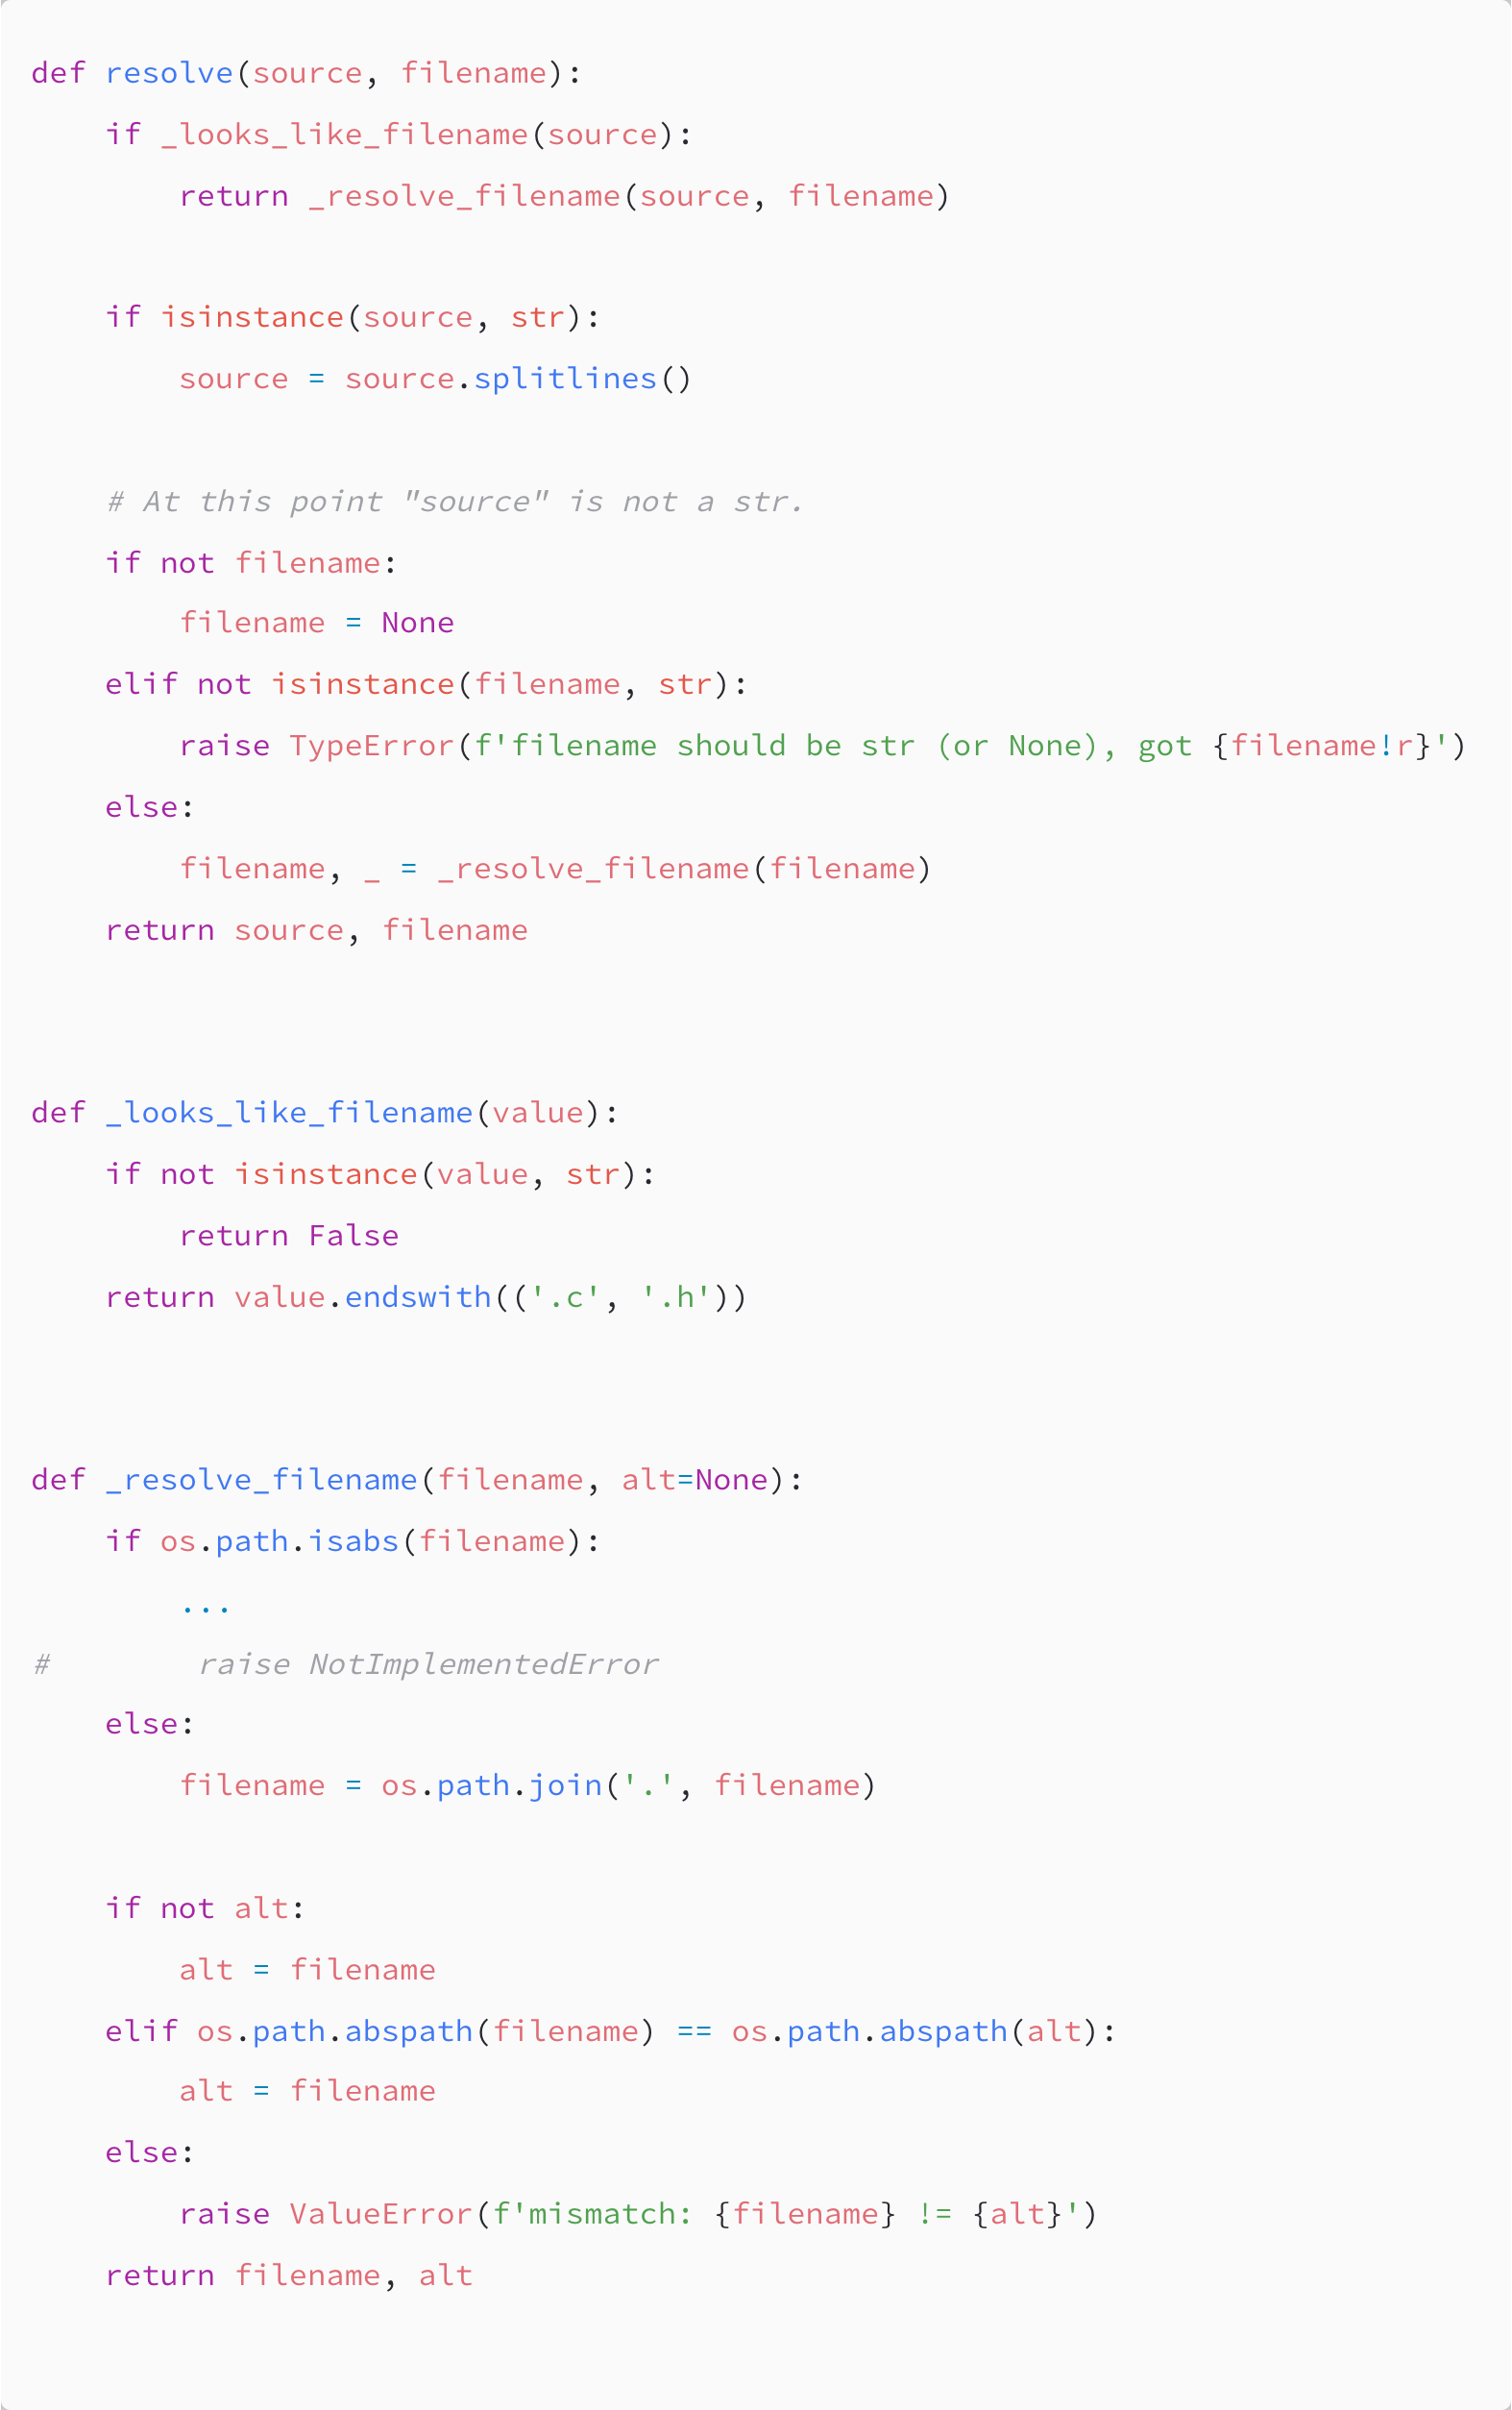 def resolve(source, filename):
    if _looks_like_filename(source):
        return _resolve_filename(source, filename)

    if isinstance(source, str):
        source = source.splitlines()

    # At this point "source" is not a str.
    if not filename:
        filename = None
    elif not isinstance(filename, str):
        raise TypeError(f'filename should be str (or None), got {filename!r}')
    else:
        filename, _ = _resolve_filename(filename)
    return source, filename


def _looks_like_filename(value):
    if not isinstance(value, str):
        return False
    return value.endswith(('.c', '.h'))


def _resolve_filename(filename, alt=None):
    if os.path.isabs(filename):
        ...
#        raise NotImplementedError
    else:
        filename = os.path.join('.', filename)

    if not alt:
        alt = filename
    elif os.path.abspath(filename) == os.path.abspath(alt):
        alt = filename
    else:
        raise ValueError(f'mismatch: {filename} != {alt}')
    return filename, alt